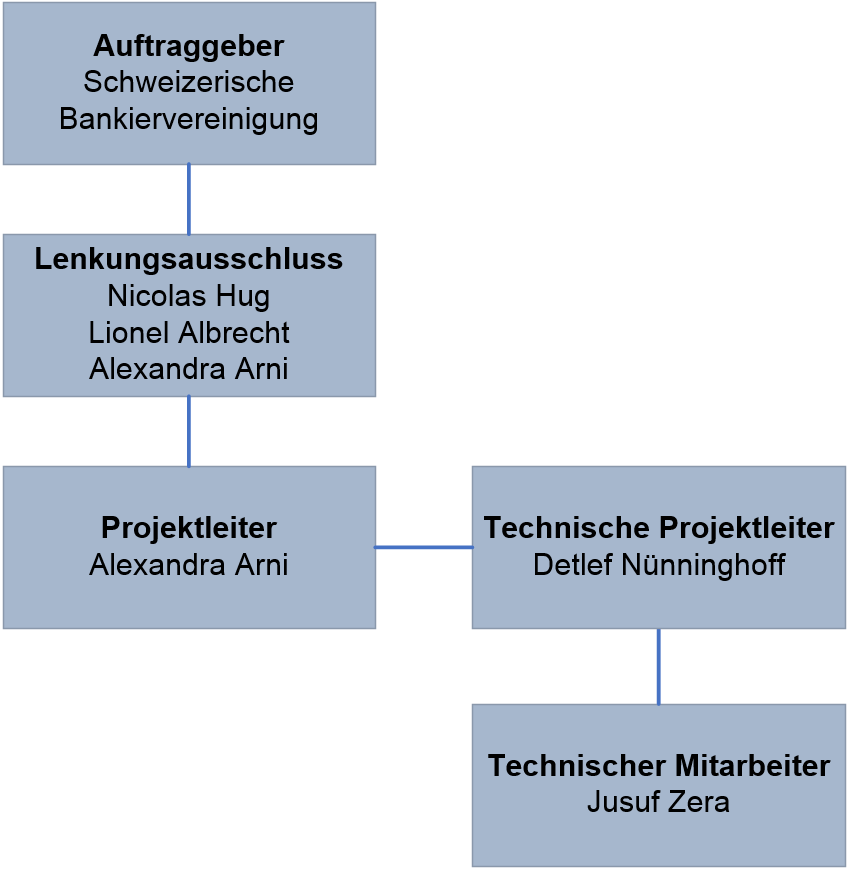 Auftraggeber
Schweizerische
Bankiervereinigung
Lenkungsausschluss
Nicolas Hug
Lionel Albrecht
Alexandra Arni
Projektleiter
Alexandra Arni
Technische Projektleiter
Detlef Nünninghoff
Technischer Mitarbeiter
Jusuf Zera